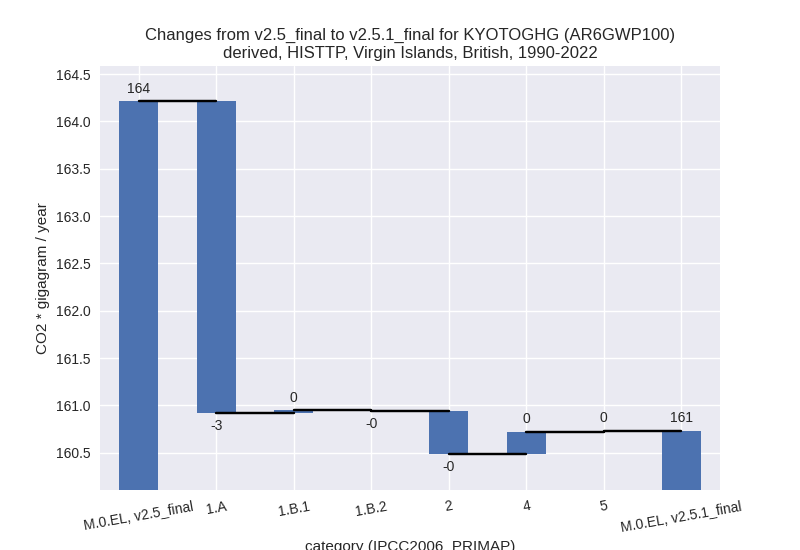 Changes from v2.5_final to v2.5.1_final for KYOTOGHG (AR6GWP100)
derived, HISTTP, Virgin Islands, British, 1990-2022
164.5
164.0
163.5
163.0
162.5
162.0
161.5
161.0
160.5
CO2 * gigagram / year
164
-3
0
-0
-0
0
0
161
M.0.EL, v2.5_final
1.A
1.B.1
1.B.2
2
4
5
M.0.EL, v2.5.1_final
category (IPCC2006_PRIMAP)